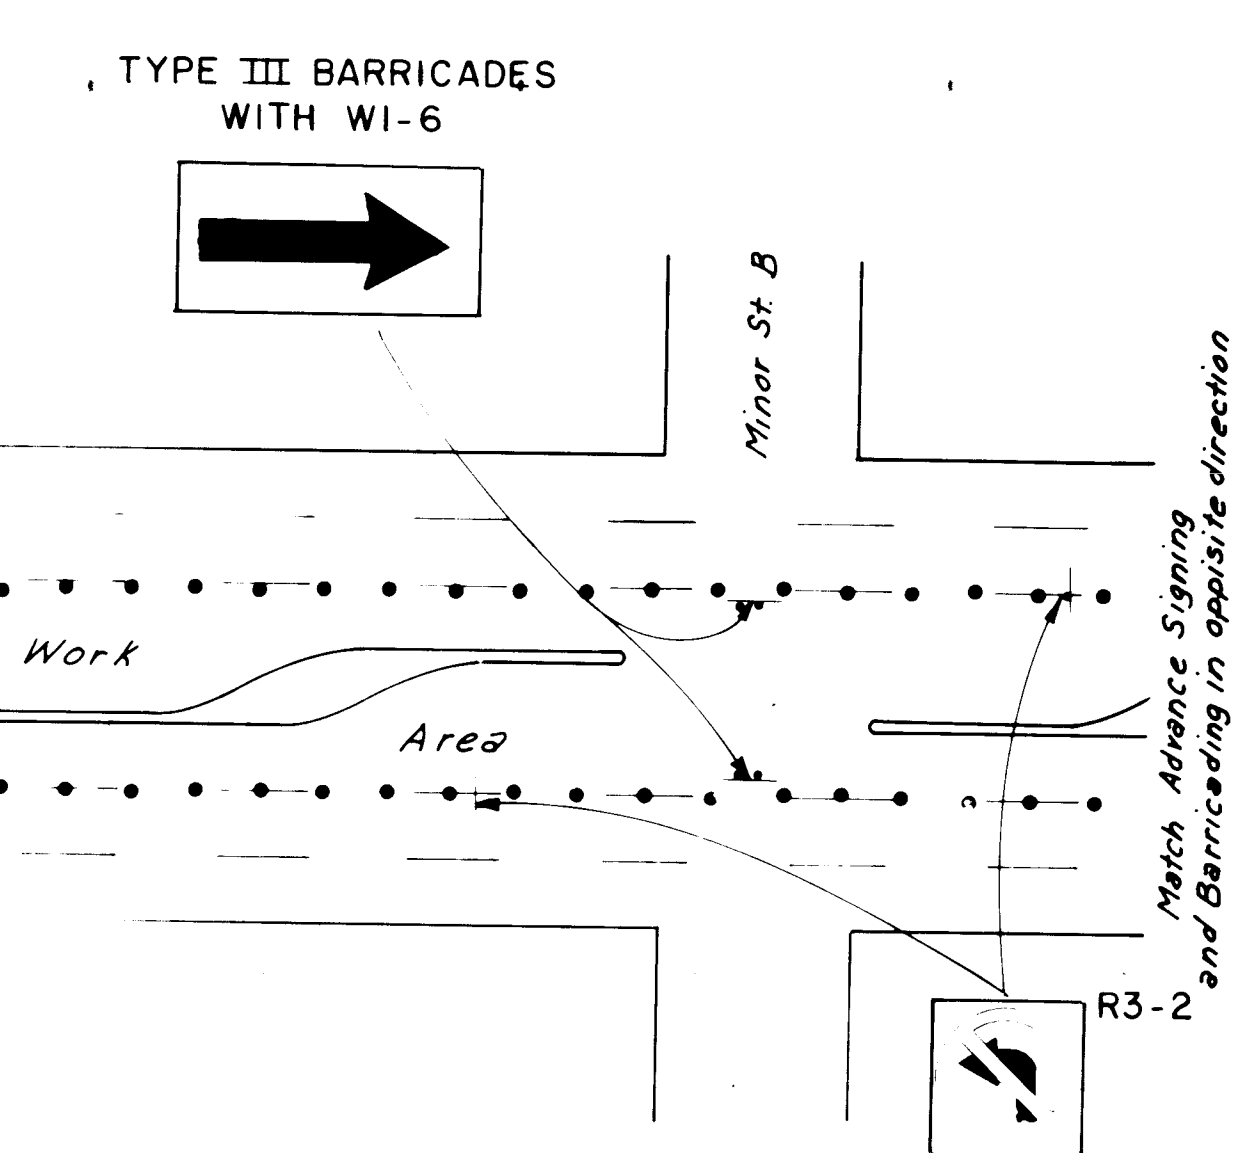 TYPE III BARRICADES
WITH W1-6
Minor St. B
Work
Area
Match Advance Signing
and Barricading in oppisite direction
R3-2